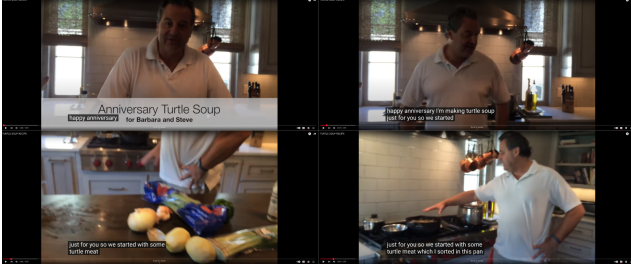 Anniversary Turtle Soup
for Barbara and Steve
happy anniversary
happy anniversary I'm making turtle soup
just for you so we started
just for you so we started with some
turtle meat
just for you so we started with some
turtle meat which I sorted in this pan